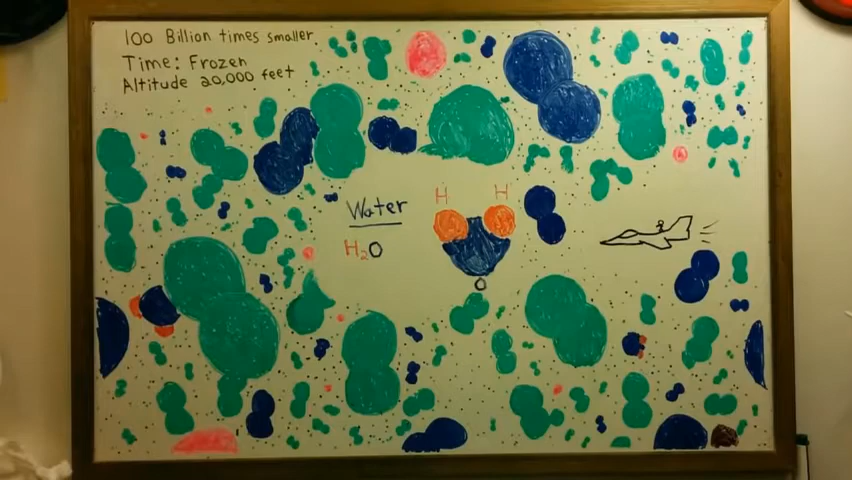 100 Billion times smaller
Time: Frozen
Altitude 20,000 feet
H H
Water
H₂O
O